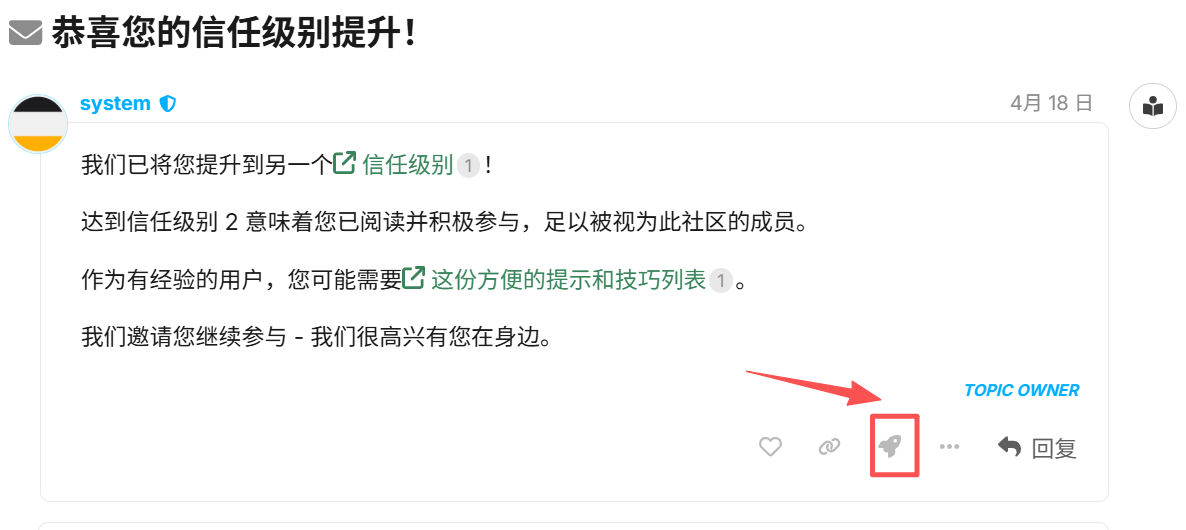 恭喜您的信任级别提升!
system
4月 18 日
我们已将您提升到另一个 信任级别 1 !
达到信任级别 2 意味着您已阅读并积极参与，足以被视为此社区的成员。
作为有经验的用户，您可能需要 这份方便的提示和技巧列表 1 。
我们邀请您继续参与 - 我们很高兴有您在身边。
TOPIC OWNER
回复